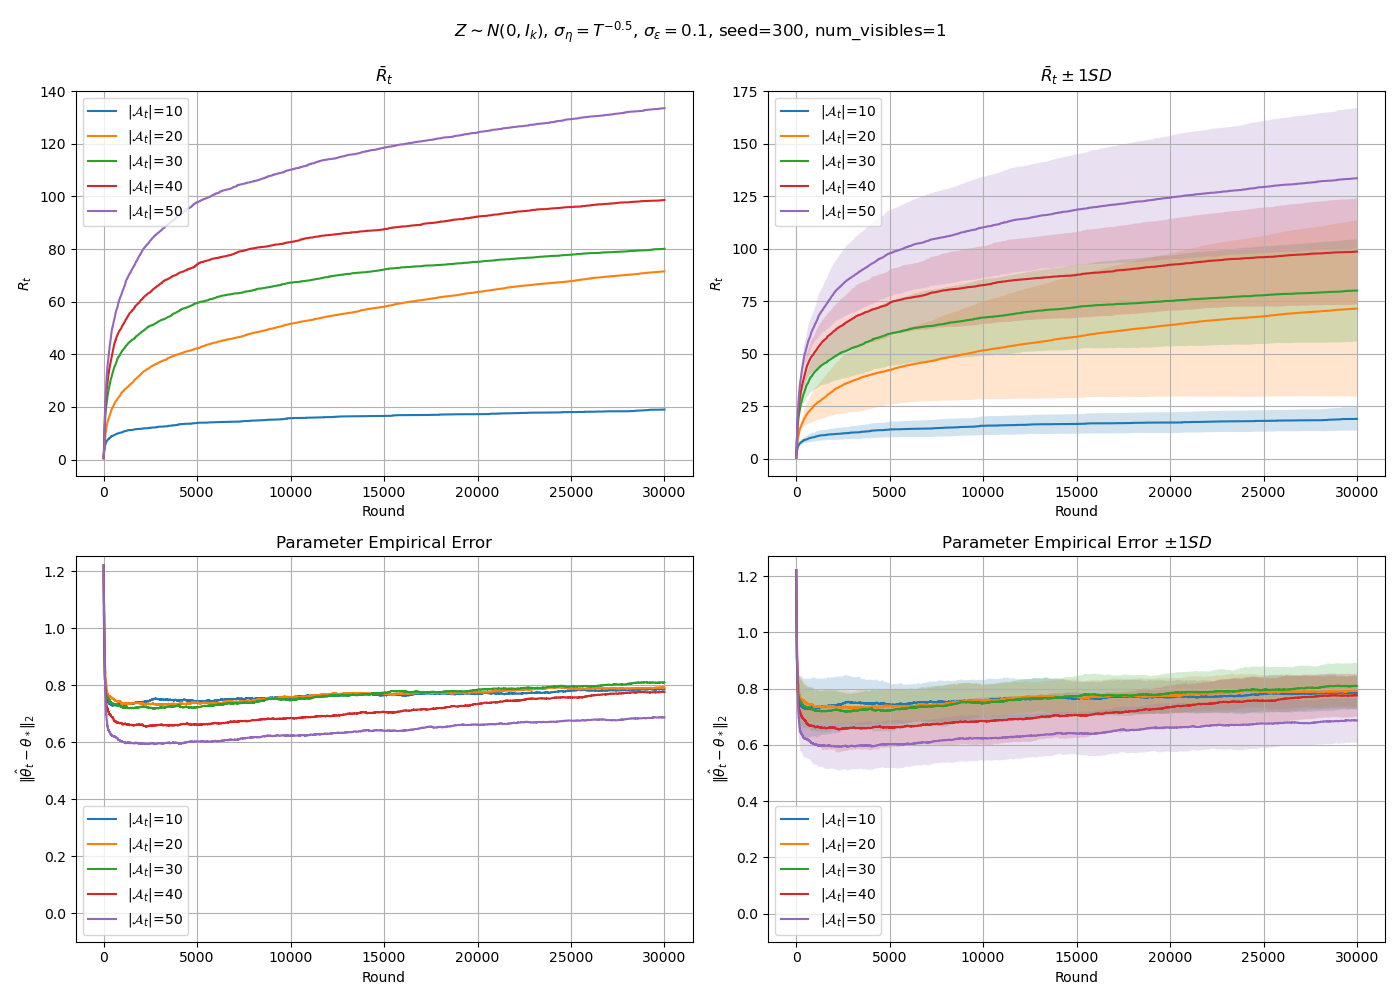 Z ∼ N(0, I_k), σ_η = T^{−0.5}, σ_ε = 0.1, seed=300, num_visibles=1
R̄_t
140
120
100
80
60
40
20
0
R_t
|𝒜_t|=10
|𝒜_t|=20
|𝒜_t|=30
|𝒜_t|=40
|𝒜_t|=50
0 5000 10000 15000 20000 25000 30000
Round
R̄_t ± 1SD
175
150
125
100
75
50
25
0
R_t
|𝒜_t|=10
|𝒜_t|=20
|𝒜_t|=30
|𝒜_t|=40
|𝒜_t|=50
0 5000 10000 15000 20000 25000 30000
Round
Parameter Empirical Error
1.2
1.0
0.8
0.6
0.4
0.2
0.0
‖θ̂_t − θ_*‖_2
|𝒜_t|=10
|𝒜_t|=20
|𝒜_t|=30
|𝒜_t|=40
|𝒜_t|=50
0 5000 10000 15000 20000 25000 30000
Round
Parameter Empirical Error ±1SD
1.2
1.0
0.8
0.6
0.4
0.2
0.0
‖θ̂_t − θ_*‖_2
|𝒜_t|=10
|𝒜_t|=20
|𝒜_t|=30
|𝒜_t|=40
|𝒜_t|=50
0 5000 10000 15000 20000 25000 30000
Round